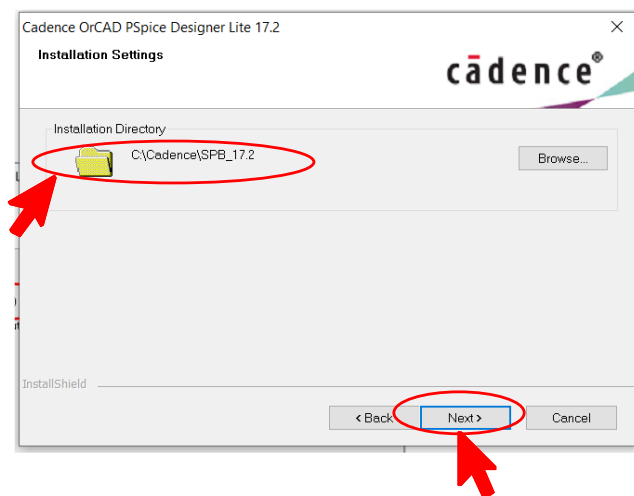 Cadence OrCAD PSpice Designer Lite 17.2
Installation Settings
cādence®
Installation Directory
C:\Cadence\SPB_17.2
Browse...
InstallShield
< Back
Next >
Cancel